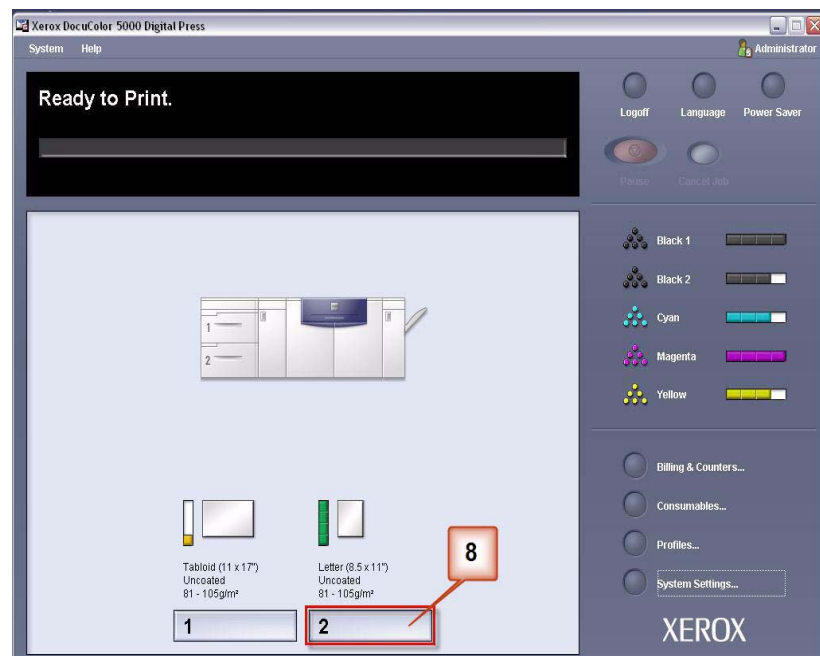 Xerox DocuColor 5000 Digital Press
System Help
Administrator
Ready to Print.
Logoff Language Power Saver
Pause Cancel Job
Black 1
Black 2
Cyan
Magenta
Yellow
1
2
Billing & Counters...
Consumables...
Profiles...
System Settings...
Tabloid (11 x 17")
Uncoated
81 - 105g/m²
Letter (8.5 x 11")
Uncoated
81 - 105g/m²
8
1
2
XEROX